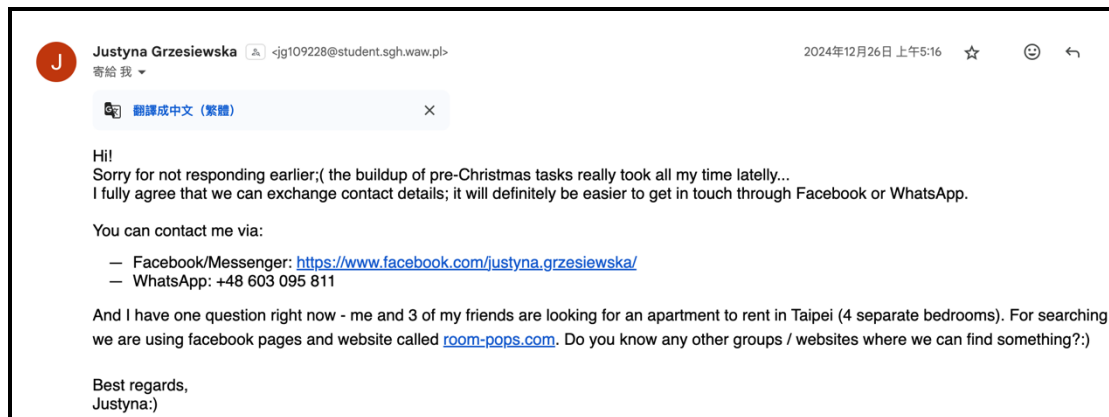 J
Justyna Grzesiewska <jg109228@student.sgh.waw.pl>
2024年12月26日 上午5:16
寄給 我
翻譯成中文（繁體）
Hi!
Sorry for not responding earlier;( the buildup of pre-Christmas tasks really took all my time latelly...
I fully agree that we can exchange contact details; it will definitely be easier to get in touch through Facebook or WhatsApp.
You can contact me via:
— Facebook/Messenger: https://www.facebook.com/justyna.grzesiewska/
— WhatsApp: +48 603 095 811
And I have one question right now - me and 3 of my friends are looking for an apartment to rent in Taipei (4 separate bedrooms). For searching
we are using facebook pages and website called room-pops.com. Do you know any other groups / websites where we can find something?:)
Best regards,
Justyna:)